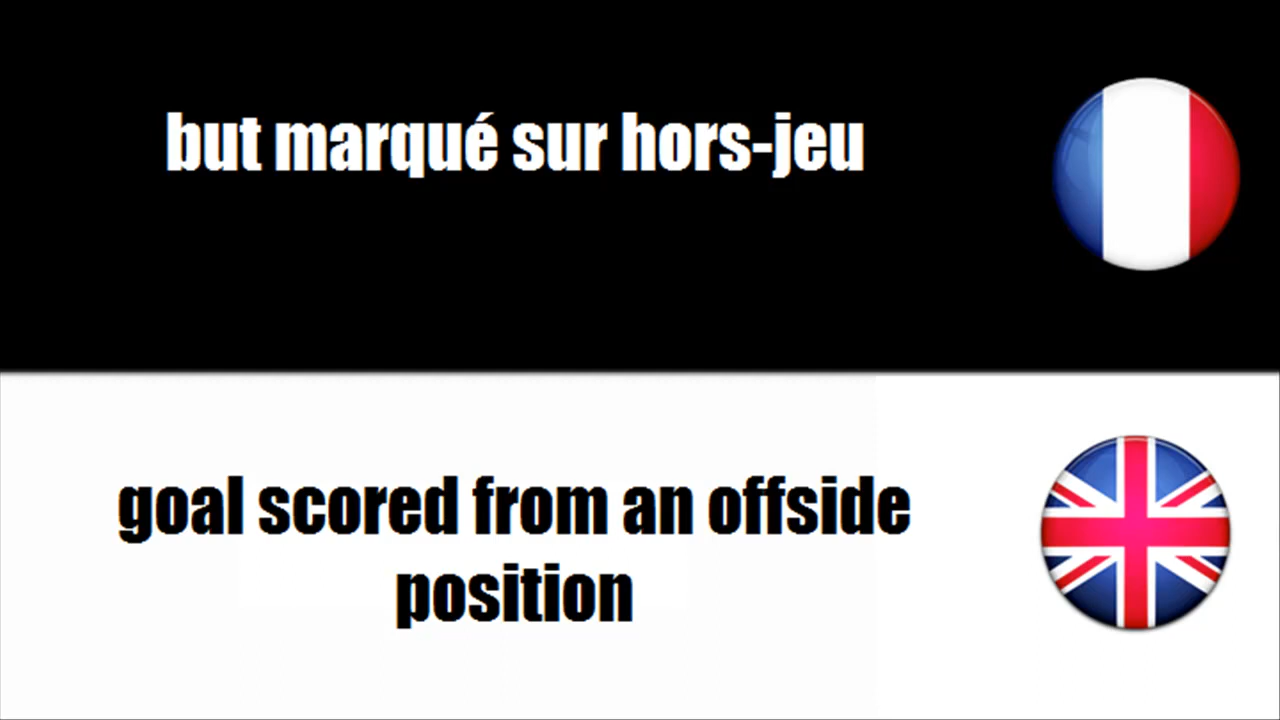 but marqué sur hors-jeu
goal scored from an offside
position